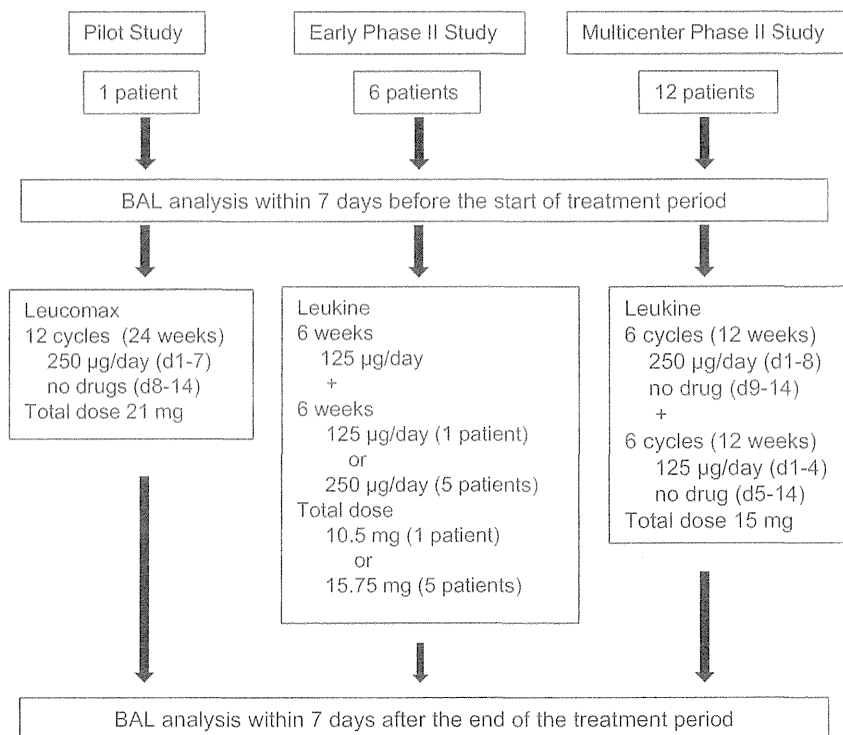 Pilot Study
Early Phase II Study
Multicenter Phase II Study
1 patient
6 patients
12 patients
BAL analysis within 7 days before the start of treatment period
Leucomax
12 cycles (24 weeks)
250 µg/day (d1-7)
no drugs (d8-14)
Total dose 21 mg
Leukine
6 weeks
125 µg/day
+
6 weeks
125 µg/day (1 patient)
or
250 µg/day (5 patients)
Total dose
10.5 mg (1 patient)
or
15.75 mg (5 patients)
Leukine
6 cycles (12 weeks)
250 µg/day (d1-8)
no drug (d9-14)
+
6 cycles (12 weeks)
125 µg/day (d1-4)
no drug (d5-14)
Total dose 15 mg
BAL analysis within 7 days after the end of the treatment period